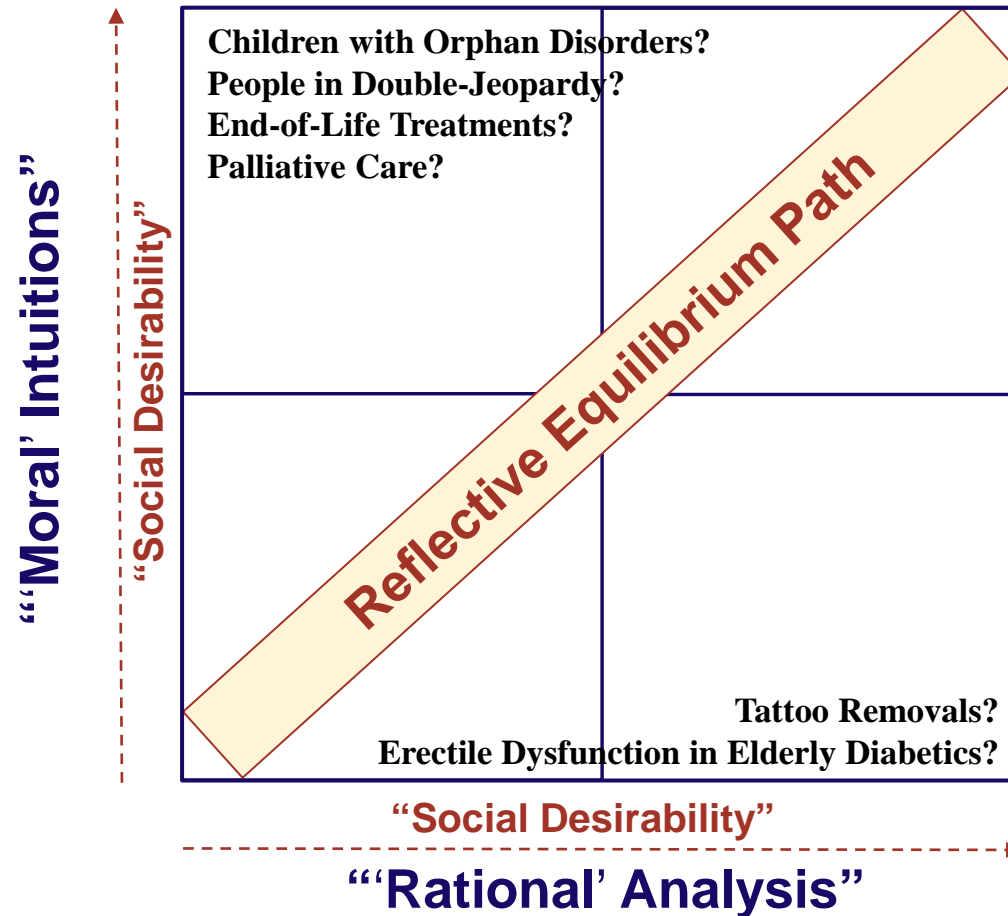 Children with Orphan Disorders?
People in Double-Jeopardy?
End-of-Life Treatments?
Palliative Care?
“‘‘Moral’ Intuitions”
“Social Desirability”
Reflective Equilibrium Path
Tattoo Removals?
Erectile Dysfunction in Elderly Diabetics?
“Social Desirability”
“‘Rational’ Analysis”